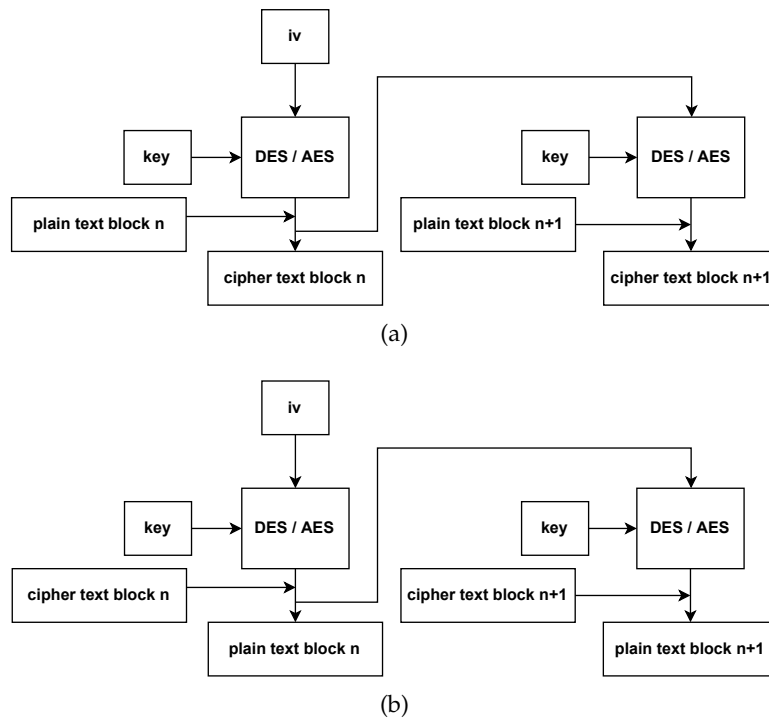 iv
key
DES / AES
key
DES / AES
plain text block n
plain text block n+1
cipher text block n
cipher text block n+1
(a)
iv
key
DES / AES
key
DES / AES
cipher text block n
cipher text block n+1
plain text block n
plain text block n+1
(b)